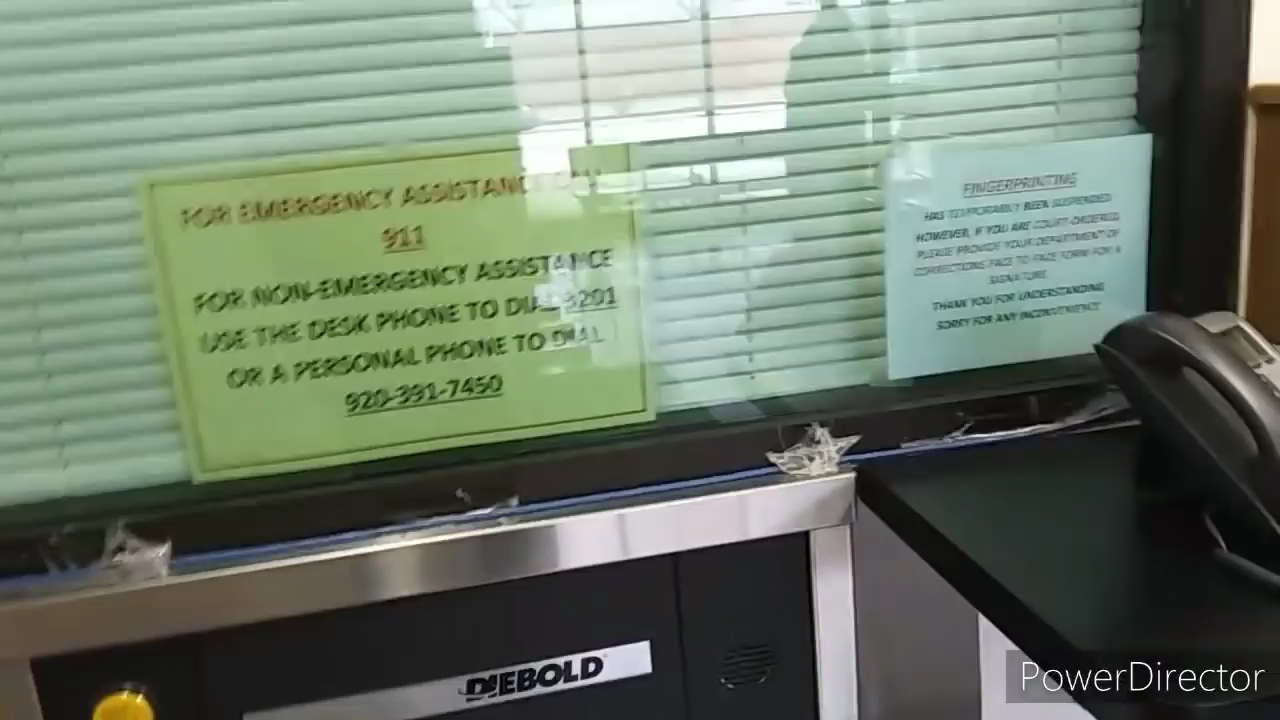 FOR EMERGENCY ASSISTANCE
911
FOR NON-EMERGENCY ASSISTANCE
USE THE DESK PHONE TO DIAL 3201
OR A PERSONAL PHONE TO DIAL
920-391-7450
FINGERPRINTING
HAS TEMPORARILY BEEN SUSPENDED.
HOWEVER, IF YOU ARE COURT-ORDERED,
PLEASE PROVIDE YOUR DEPARTMENT OF
CORRECTIONS FACE TO FACE FORM FOR A
SIGNATURE
THANK YOU FOR UNDERSTANDING
SORRY FOR ANY INCONVENIENCE
DIEBOLD
PowerDirector